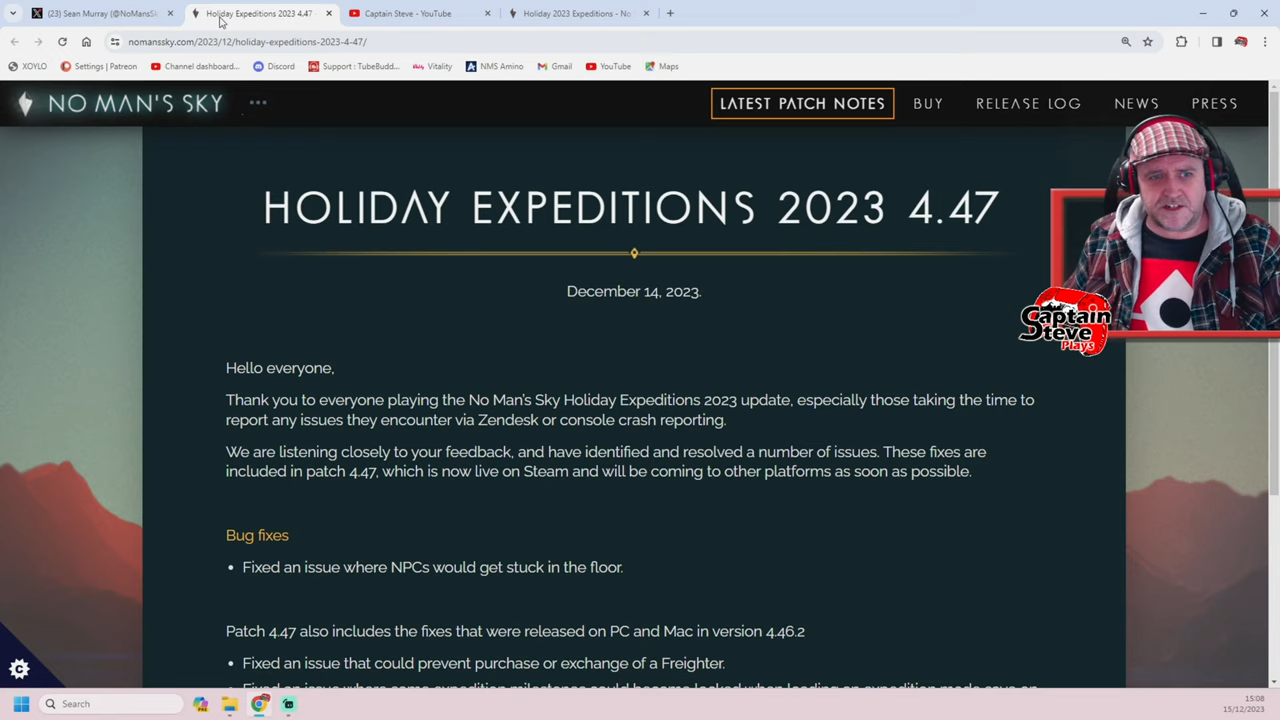 (23) Sean Murray (@NoMansSk
Holiday Expeditions 2023 4.47
Captain Steve - YouTube
Holiday 2023 Expeditions - No
nomanssky.com/2023/12/holiday-expeditions-2023-4-47/
XOYLO
Settings | Patreon
Channel dashboard...
Discord
Support : TubeBudd...
Vitality
NMS Amino
Gmail
YouTube
Maps
NO MAN'S SKY
LATEST PATCH NOTES
BUY
RELEASE LOG
NEWS
PRESS
HOLIDAY EXPEDITIONS 2023 4.47
December 14, 2023.
Captain
Steve
Plays
Hello everyone,
Thank you to everyone playing the No Man's Sky Holiday Expeditions 2023 update, especially those taking the time to
report any issues they encounter via Zendesk or console crash reporting.
We are listening closely to your feedback, and have identified and resolved a number of issues. These fixes are
included in patch 4.47, which is now live on Steam and will be coming to other platforms as soon as possible.
Bug fixes
• Fixed an issue where NPCs would get stuck in the floor.
Patch 4.47 also includes the fixes that were released on PC and Mac in version 4.46.2
• Fixed an issue that could prevent purchase or exchange of a Freighter.
Search
15:08
15/12/2023